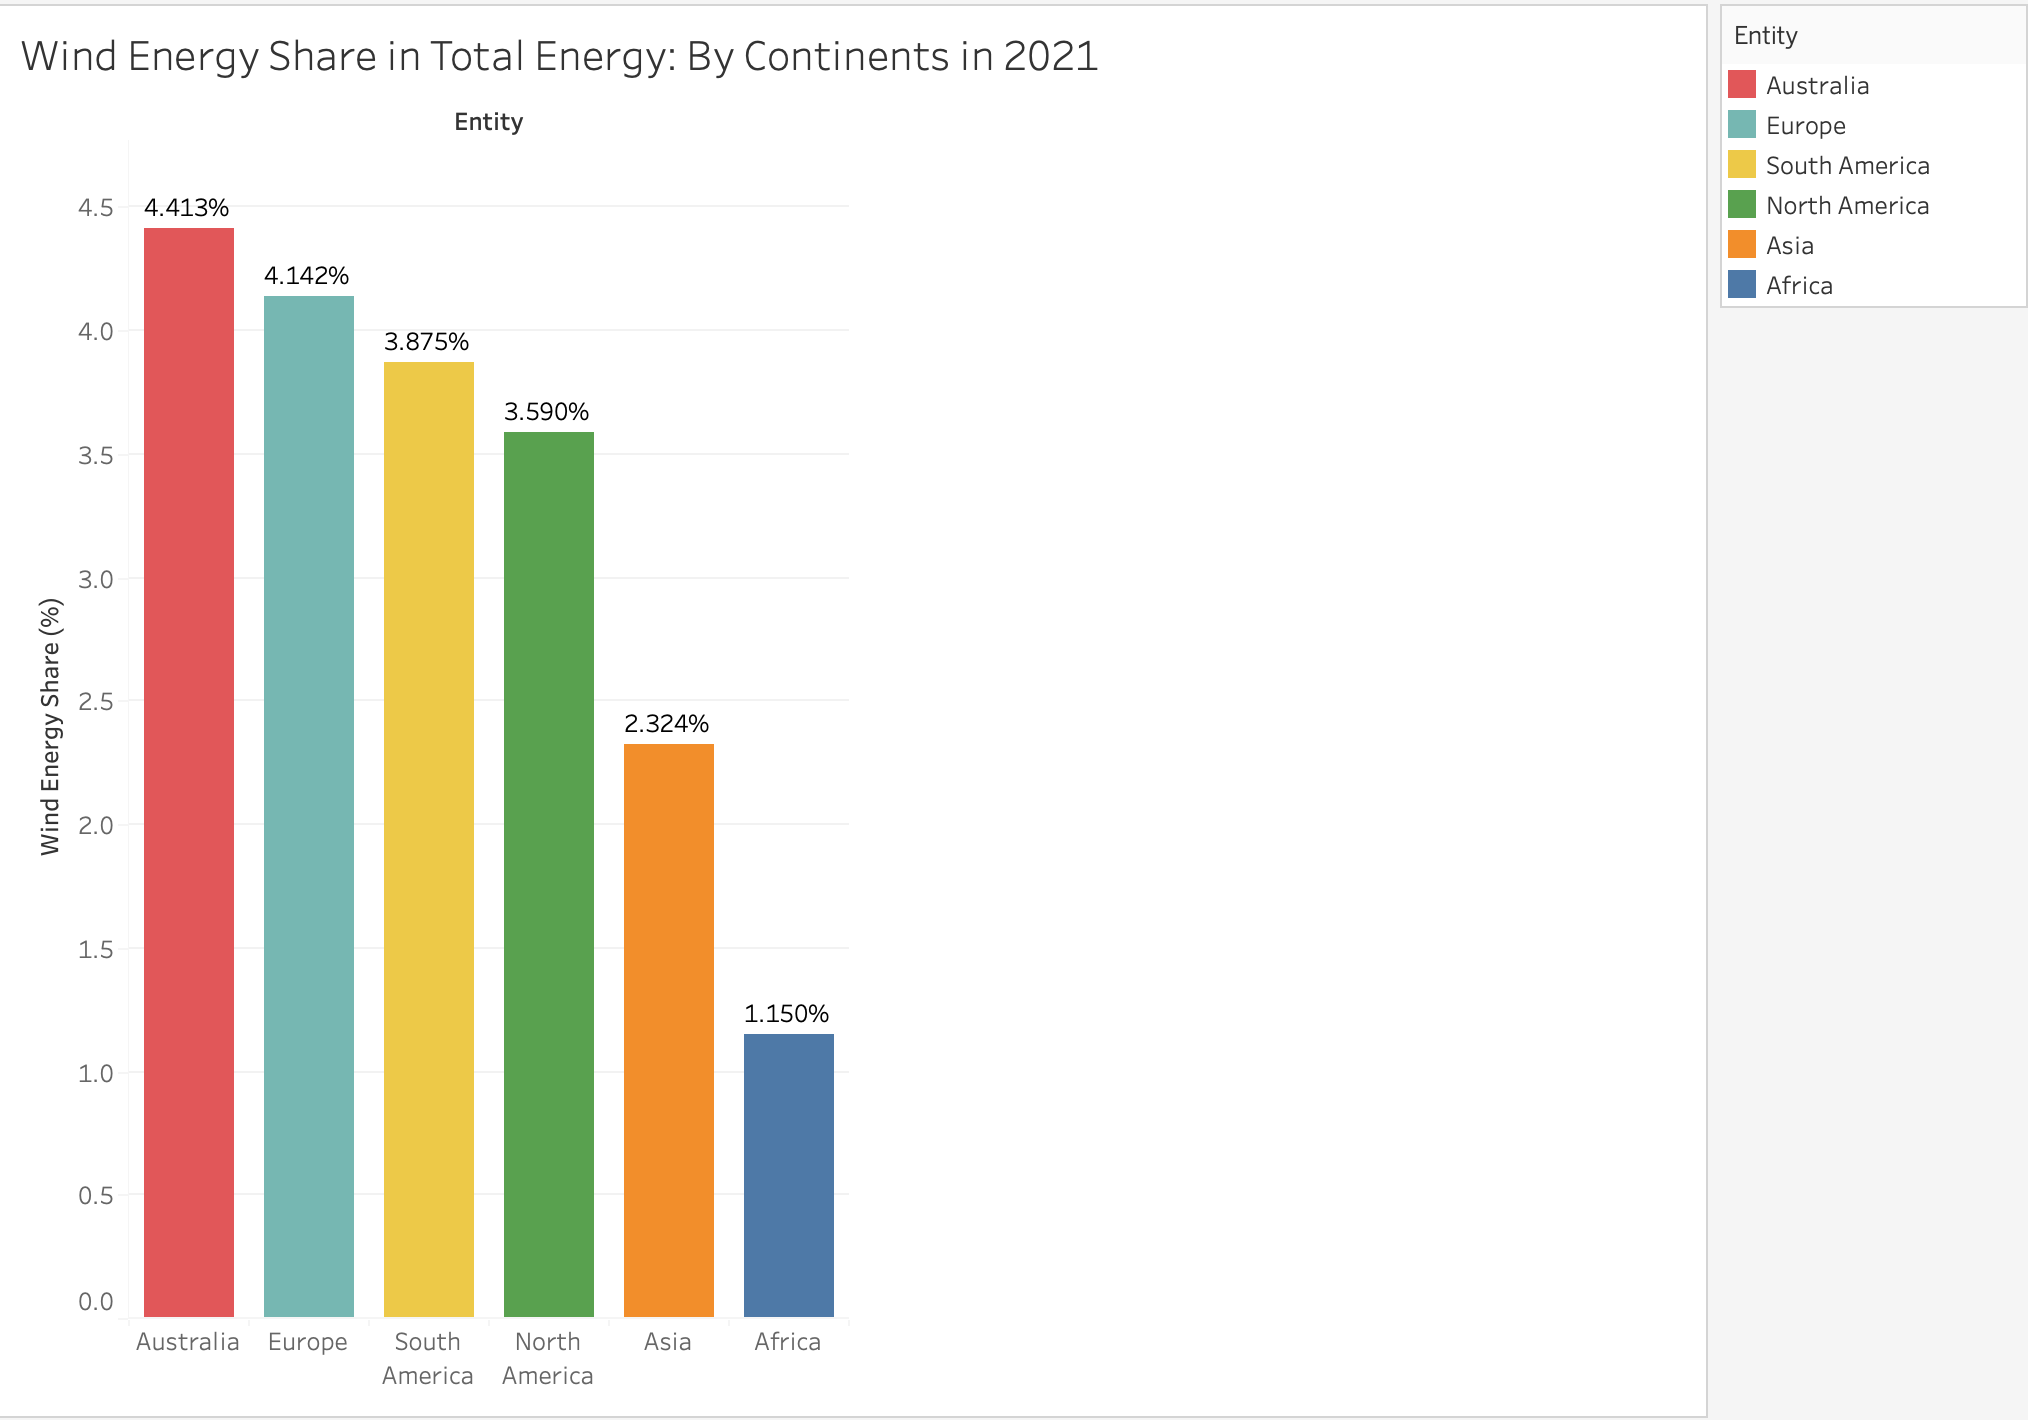 Wind Energy Share in Total Energy: By Continents in 2021
Entity
4.5
4.0
3.5
3.0
2.5
2.0
1.5
1.0
0.5
0.0
Wind Energy Share (%)
4.413%
4.142%
3.875%
3.590%
2.324%
1.150%
Australia
Europe
South
America
North
America
Asia
Africa
Entity
Australia
Europe
South America
North America
Asia
Africa